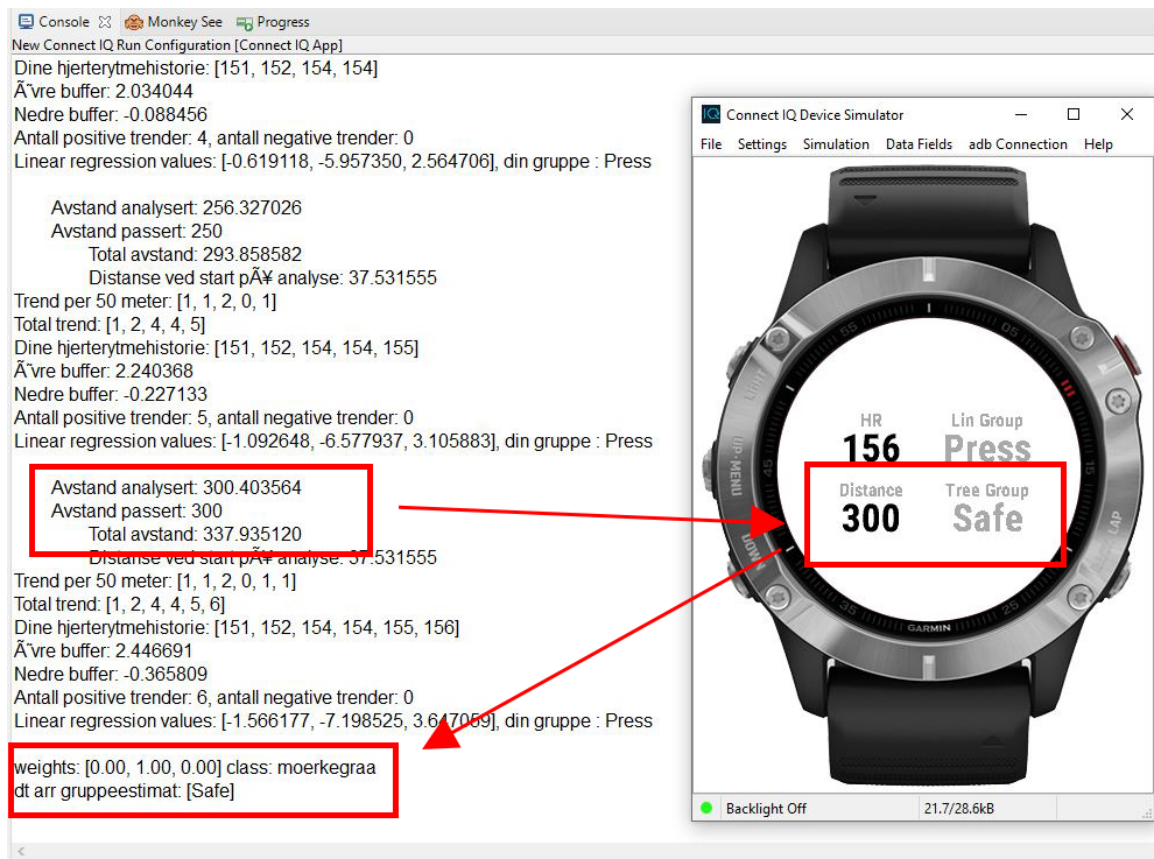 Console Monkey See Progress
New Connect IQ Run Configuration [Connect IQ App]
Dine hjerterytmehistorie: [151, 152, 154, 154]
Ã˜vre buffer: 2.034044
Nedre buffer: -0.088456
Antall positive trender: 4, antall negative trender: 0
Linear regression values: [-0.619118, -5.957350, 2.564706], din gruppe : Press
Avstand analysert: 256.327026
Avstand passert: 250
Total avstand: 293.858582
Distanse ved start pÃ¥ analyse: 37.531555
Trend per 50 meter: [1, 1, 2, 0, 1]
Total trend: [1, 2, 4, 4, 5]
Dine hjerterytmehistorie: [151, 152, 154, 154, 155]
Ã˜vre buffer: 2.240368
Nedre buffer: -0.227133
Antall positive trender: 5, antall negative trender: 0
Linear regression values: [-1.092648, -6.577937, 3.105883], din gruppe : Press
Avstand analysert: 300.403564
Avstand passert: 300
Total avstand: 337.935120
Distanse ved start pÃ¥ analyse: 37.531555
Trend per 50 meter: [1, 1, 2, 0, 1, 1]
Total trend: [1, 2, 4, 4, 5, 6]
Dine hjerterytmehistorie: [151, 152, 154, 154, 155, 156]
Ã˜vre buffer: 2.446691
Nedre buffer: -0.365809
Antall positive trender: 6, antall negative trender: 0
Linear regression values: [-1.566177, -7.198525, 3.647059], din gruppe : Press
weights: [0.00, 1.00, 0.00] class: moerkegraa
dt arr gruppeestimat: [Safe]
IQ Connect IQ Device Simulator
File Settings Simulation Data Fields adb Connection Help
55
05
LIGHT
HR Lin Group
156 Press
UP·MENU
45
15
Distance Tree Group
300 Safe
DOWN
LAP
35
25
GARMIN
Backlight Off 21.7/28.6kB